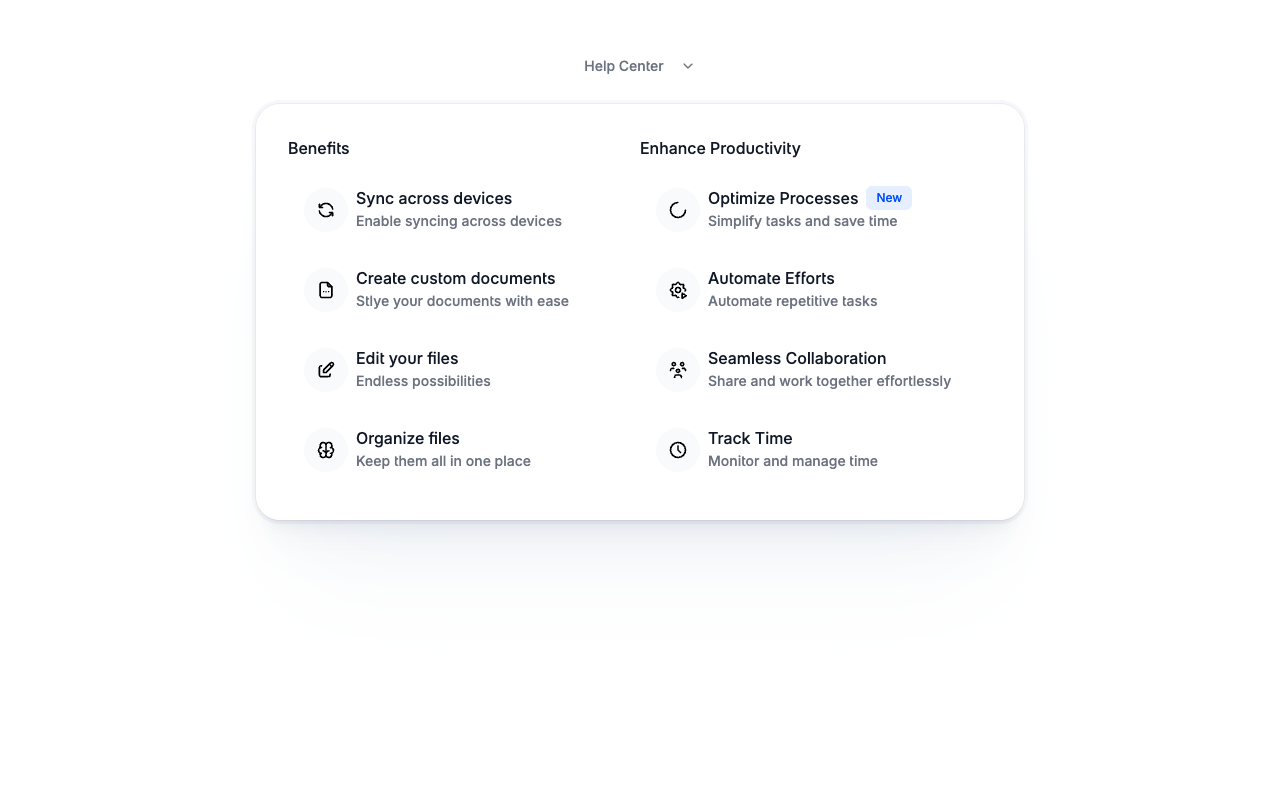 Help Center
Benefits
Sync across devices
Enable syncing across devices
Create custom documents
Stlye your documents with ease
Edit your files
Endless possibilities
Organize files
Keep them all in one place
Enhance Productivity
Optimize Processes New
Simplify tasks and save time
Automate Efforts
Automate repetitive tasks
Seamless Collaboration
Share and work together effortlessly
Track Time
Monitor and manage time